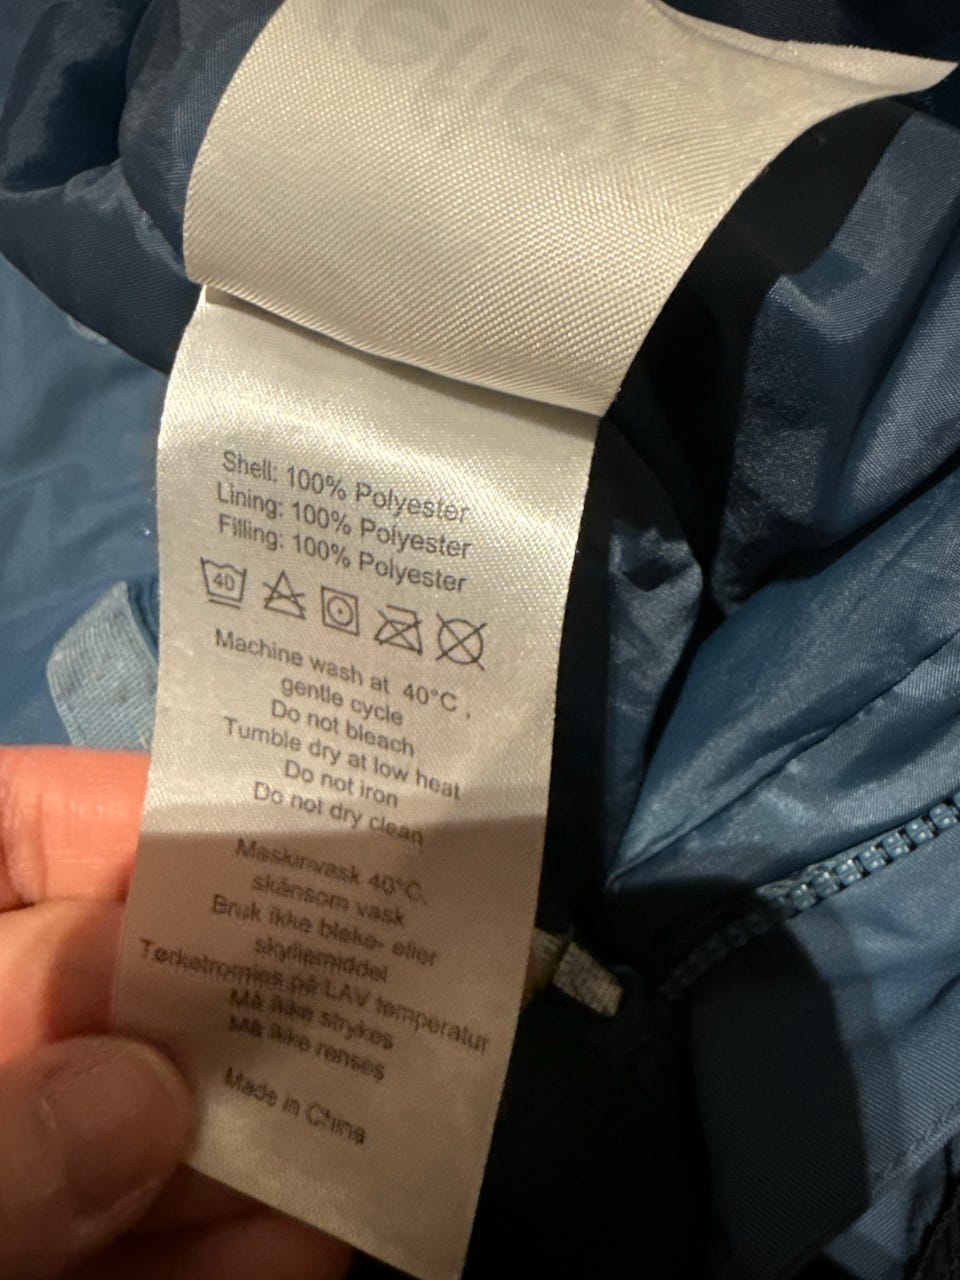 Shell: 100% Polyester
Lining: 100% Polyester
Filling: 100% Polyester
40
Machine wash at 40°C ,
gentle cycle
Do not bleach
Tumble dry at low heat
Do not iron
Do not dry clean
Maskinvask 40°C.
skånsom vask
Bruk ikke bleke- eller
skyllemiddel
Tørketromles på LAV temperatur
Må ikke strykes
Må ikke renses
Made in China